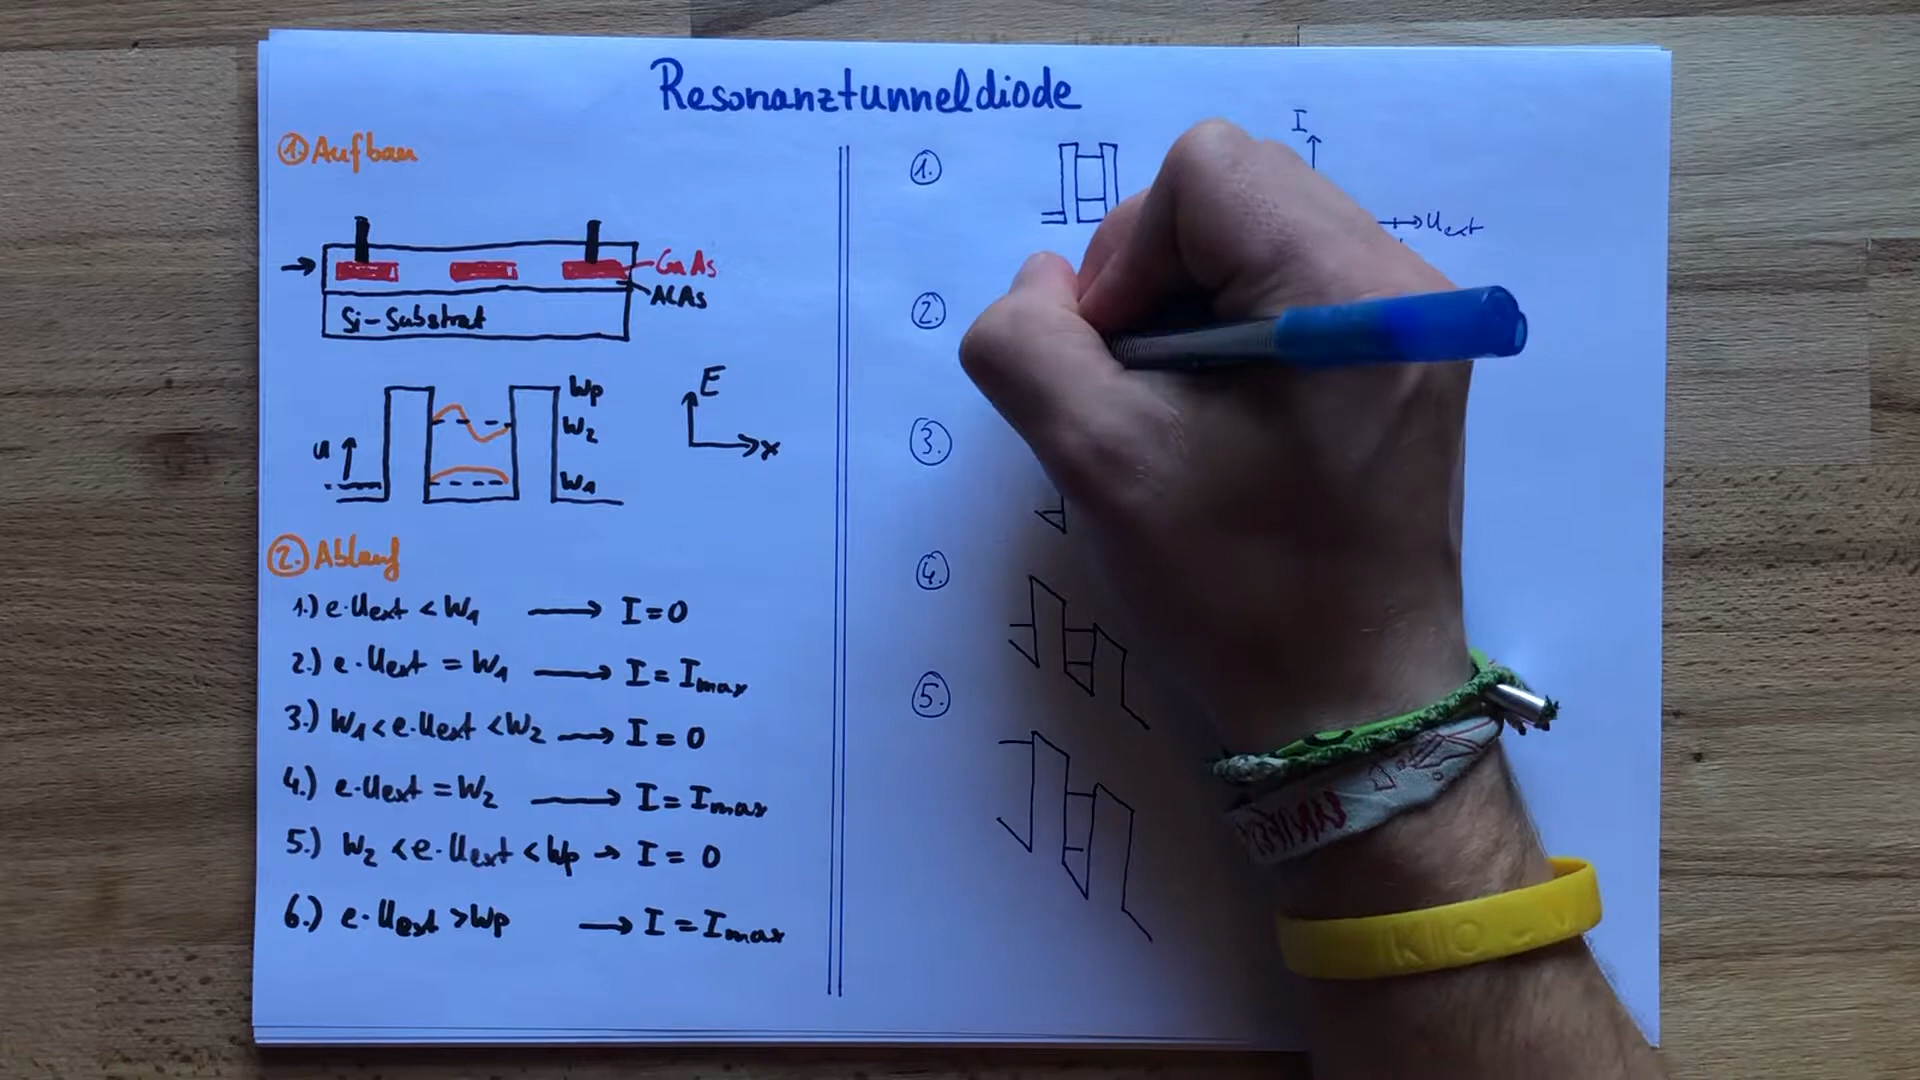 Resonanztunneldiode
①. Aufbau
GaAs
AlAs
Si-Substrat
Wp
W2
W1
u
E
x
②. Ablauf
1.) e·Uext < W1 → I=0
2.) e·Uext = W1 → I=Imax
3.) W1<e·Uext <W2 → I=0
4.) e·Uext = W2 → I=Imax
5.) W2 <e·Uext < Wp → I = 0
6.) e·Uext >Wp → I=Imax
①.
I
Uext
②.
③.
④.
⑤.